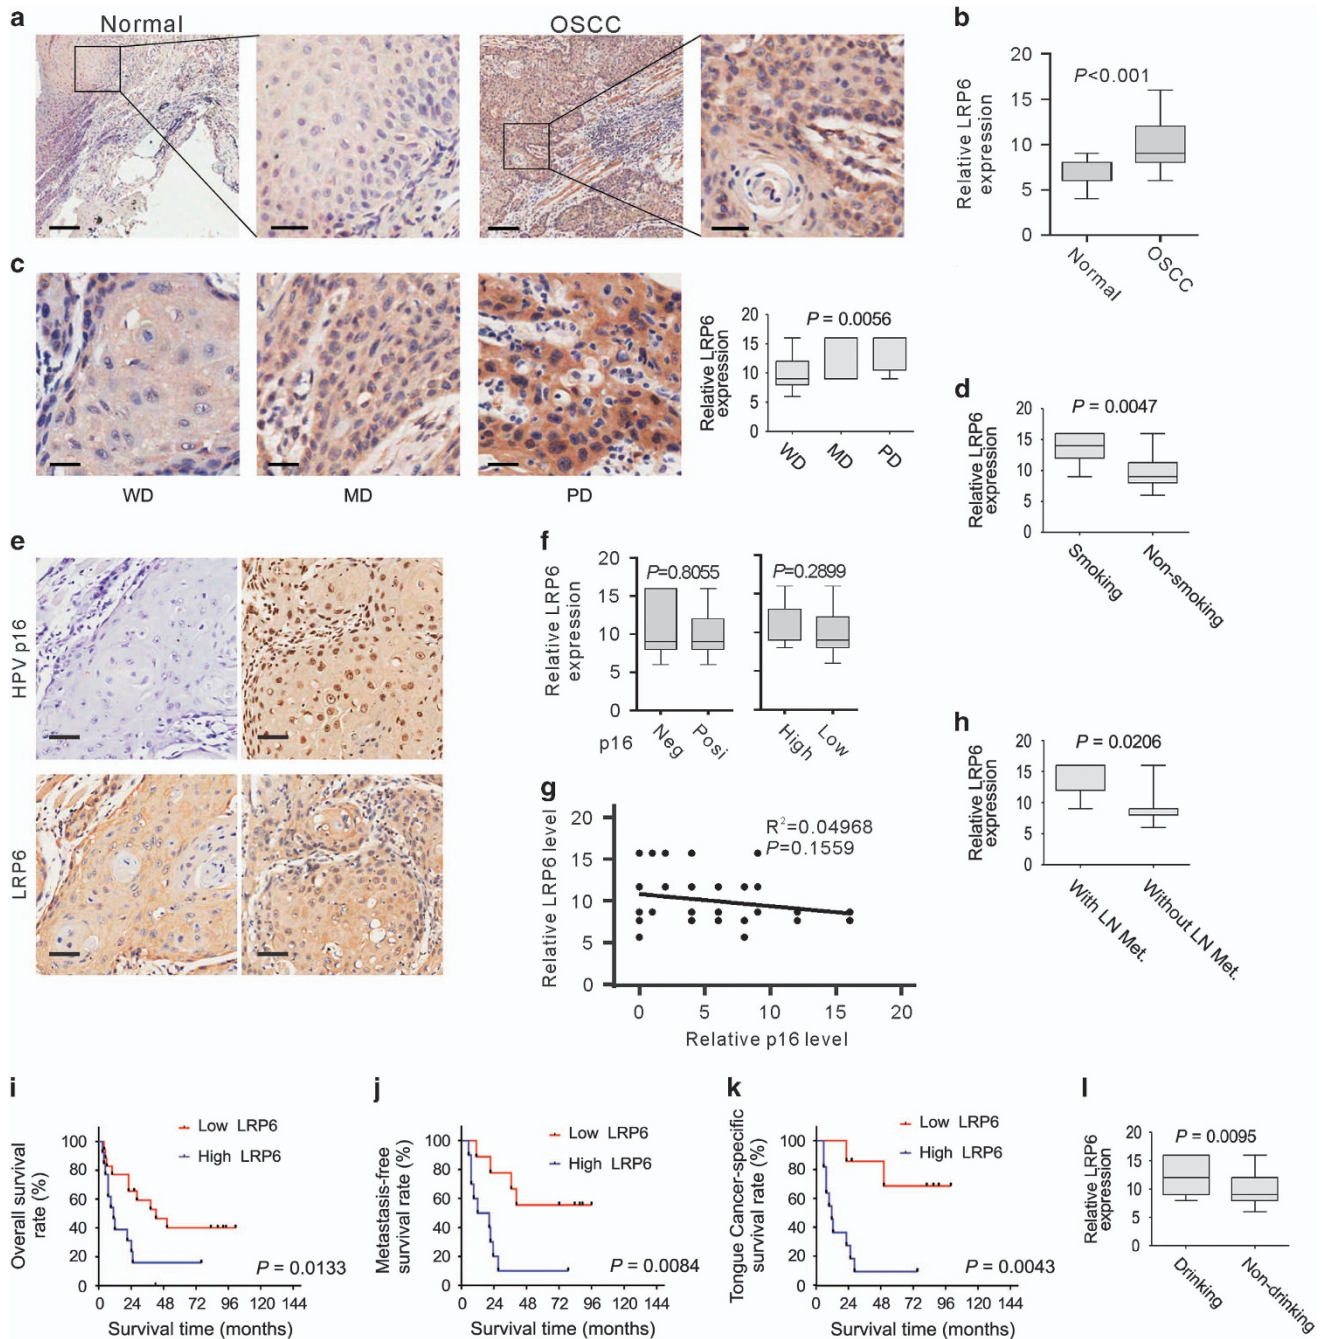 a
Normal
OSCC
b
Relative LRP6
expression
20
15
10
5
0
P<0.001
Normal
OSCC
c
WD
MD
PD
Relative LRP6
expression
20
15
10
5
0
P = 0.0056
WD
MD
PD
d
Relative LRP6
expression
20
15
10
5
0
P = 0.0047
Smoking
Non-smoking
e
HPV p16
LRP6
f
Relative LRP6
expression
20
15
10
5
0
P=0.8055
P=0.2899
p16
Neg
Posi
High
Low
g
Relative LRP6 level
20
15
10
5
0
R²=0.04968
P=0.1559
0 5 10 15 20
Relative p16 level
h
Relative LRP6
expression
20
15
10
5
0
P = 0.0206
With LN Met.
Without LN Met.
i
Overall survival
rate (%)
100
80
60
40
20
0
Low LRP6
High LRP6
P = 0.0133
0 24 48 72 96 120 144
Survival time (months)
j
Metastasis-free
survival rate (%)
100
80
60
40
20
0
Low LRP6
High LRP6
P = 0.0084
0 24 48 72 96 120 144
Survival time (months)
k
Tongue Cancer-specific
survival rate (%)
100
80
60
40
20
0
Low LRP6
High LRP6
P = 0.0043
0 24 48 72 96 120 144
Survival time (months)
l
Relative LRP6
expression
20
15
10
5
0
P = 0.0095
Drinking
Non-drinking